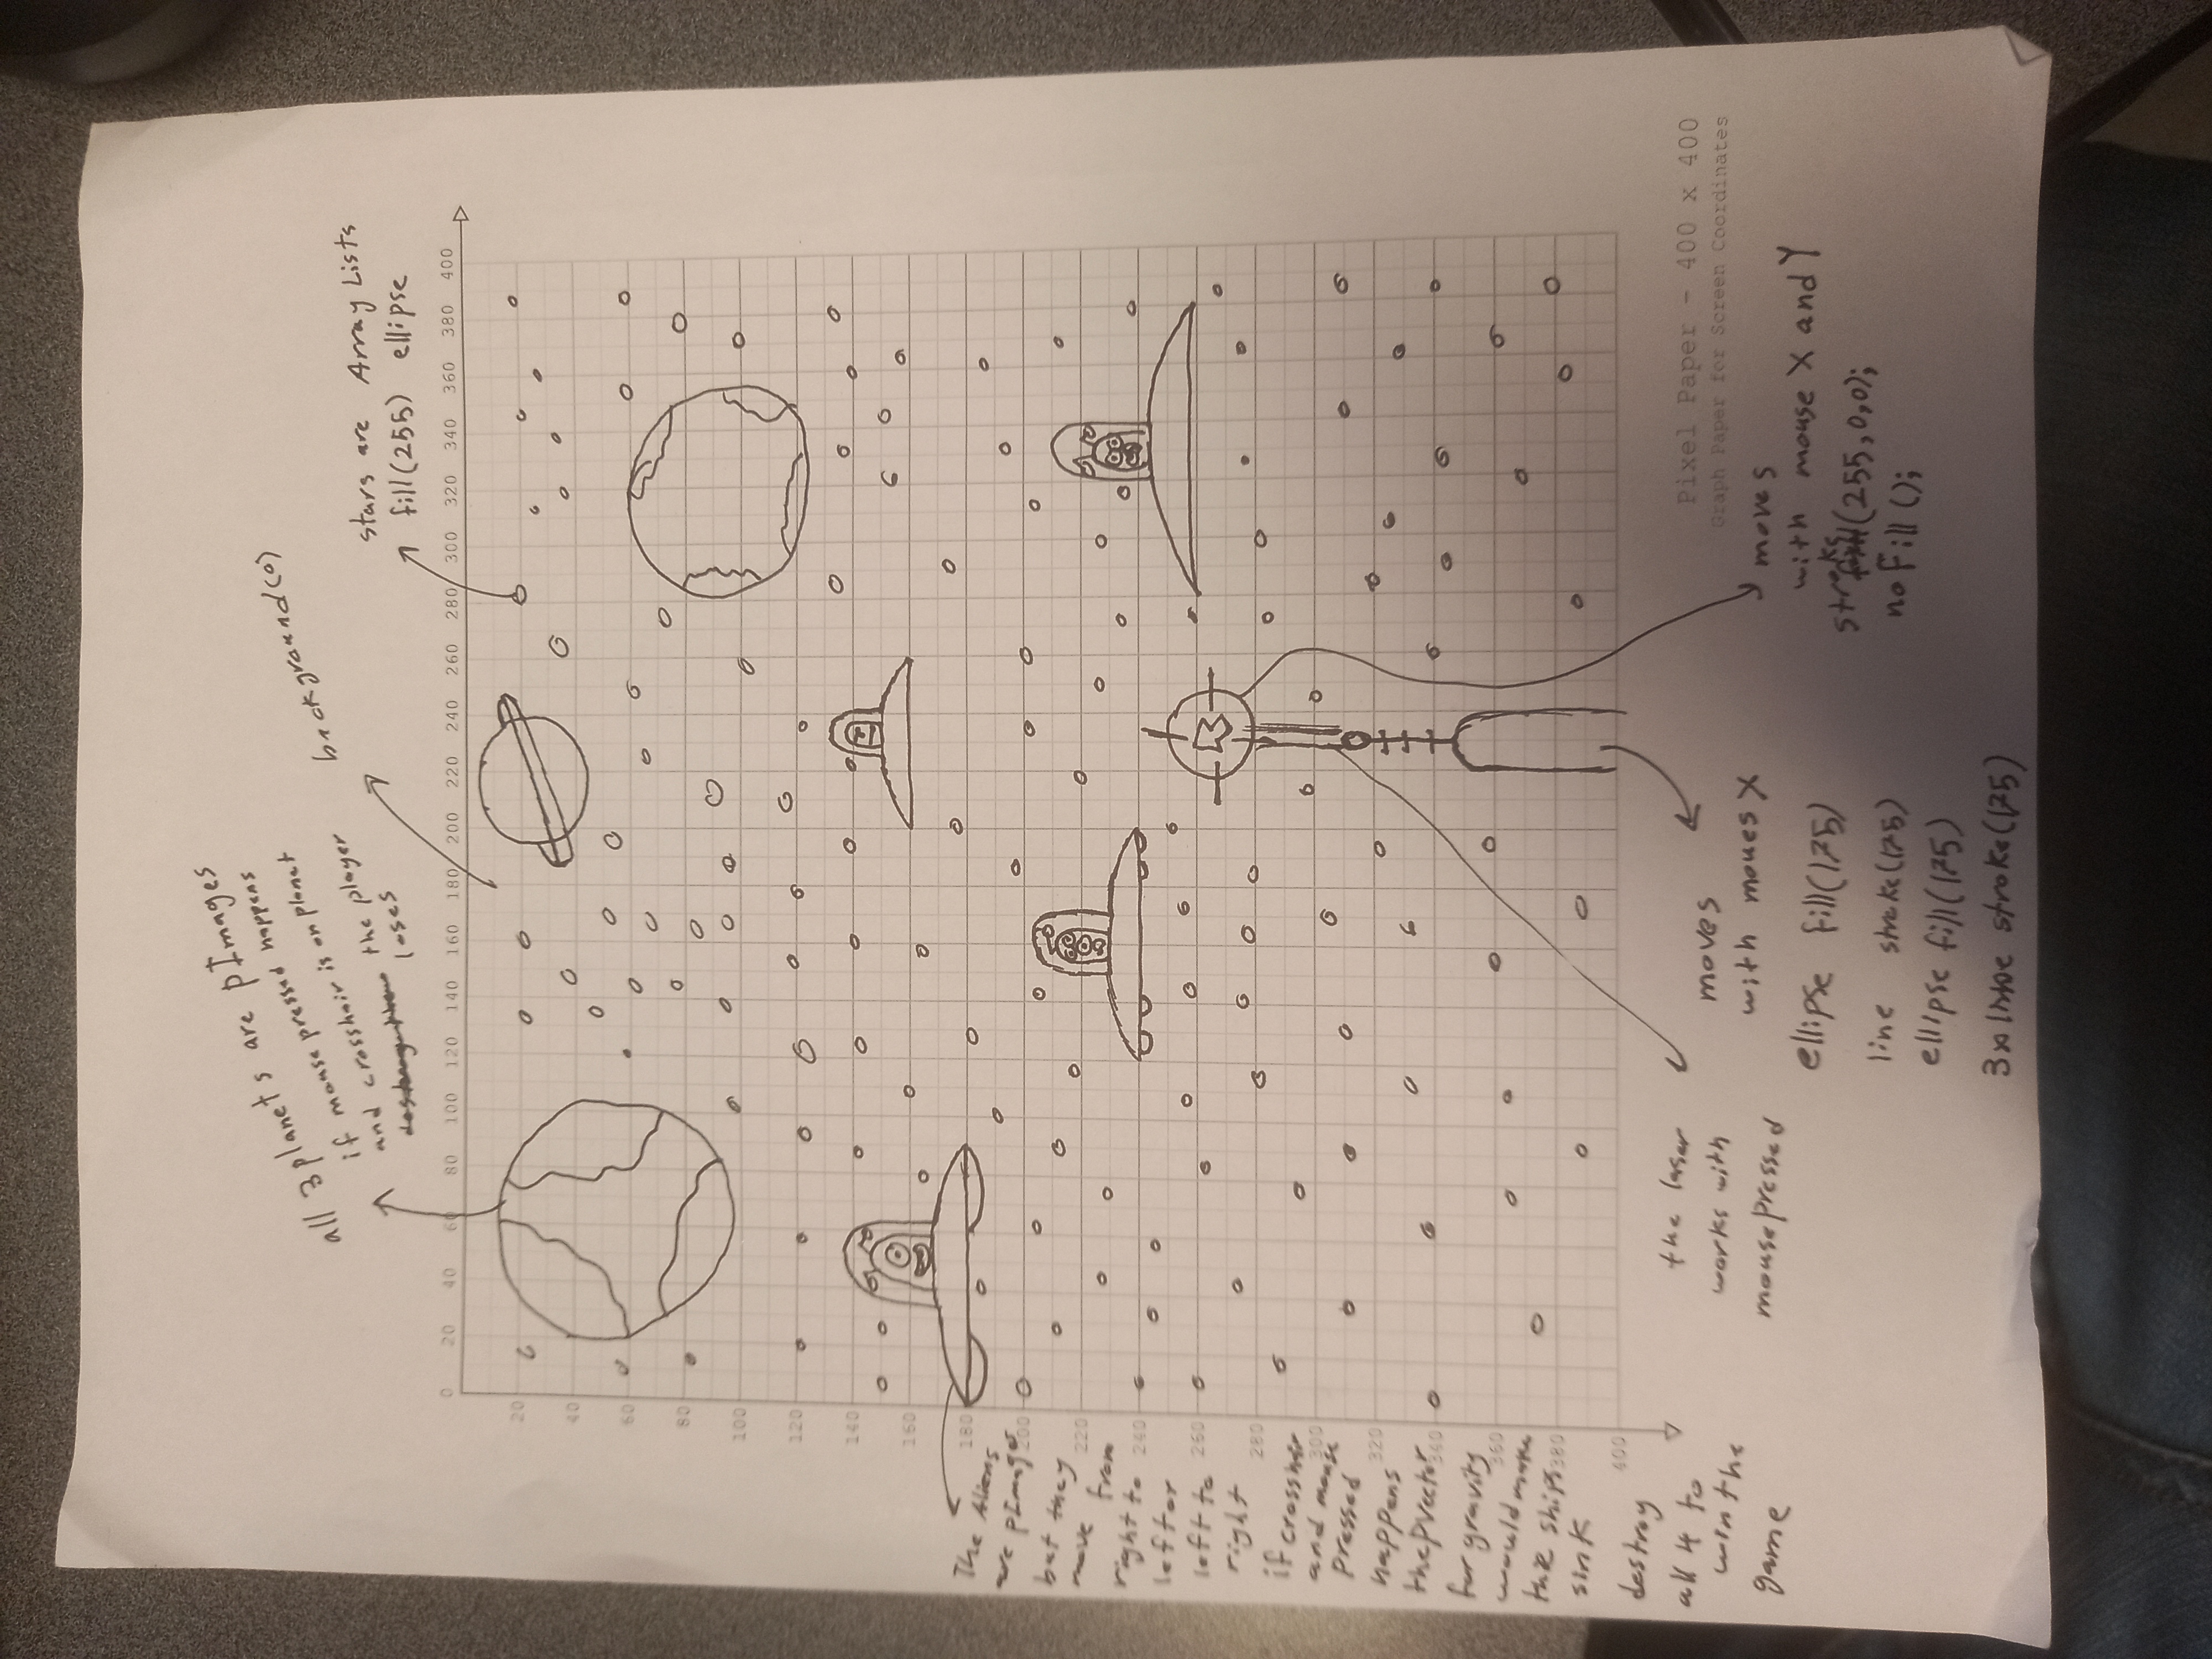 all 3 planets are pImages
if mouse pressed happens
and crosshair is on planet
the player
loses
background(0)
stars are Array Lists
fill(255) ellipse
0 20 40 60 80 100 120 140 160 180 200 220 240 260 280 300 320 340 360 380 400
20
40
60
80
100
120
140
160
180
200
220
240
260
280
300
320
340
360
380
400
The Aliens
are pImages
but they
move from
right to
left or
left to
right
if crosshair
and mouse
pressed
happens
the pvector
for gravity
would make
the ships
sink
destroy
all 4 to
win the
game
the laser
works with
mousepressed
moves
with moues X
ellipse fill(175)
line stroke(175)
ellipse fill(175)
stroke(175)
moves
with mouse X and Y
stroke(255,0,0);
nofill();
Pixel Paper - 400 x 400
Graph Paper for Screen Coordinates